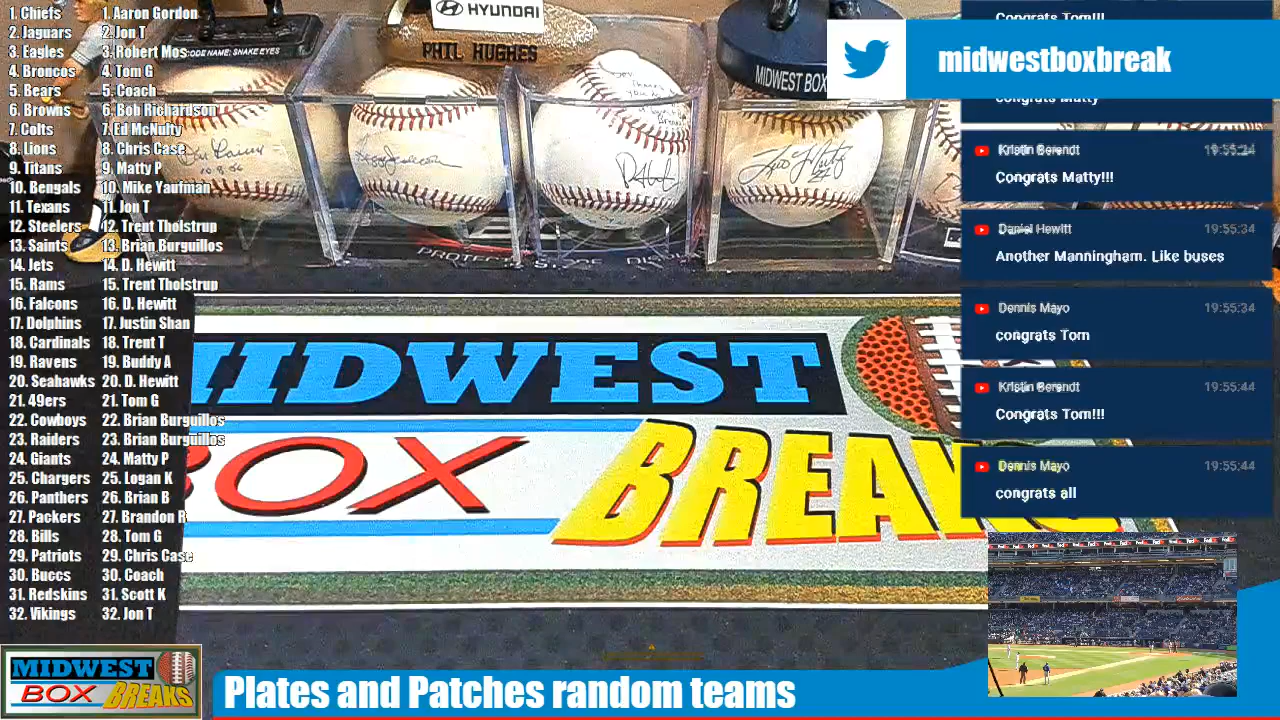 1. Chiefs 1. Aaron Gordon
2. Jaguars 2. Jon T
3. Eagles 3. Robert Mos
4. Broncos 4. Tom G
5. Bears 5. Coach
6. Browns 6. Bob Richardson
7. Colts 7. Ed McNulty
8. Lions 8. Chris Case
9. Titans 9. Matty P
10. Bengals 10. Mike Yaufman
11. Texans 11. Jon T
12. Steelers 12. Trent Tholstrup
13. Saints 13. Brian Burguillos
14. Jets 14. D. Hewitt
15. Rams 15. Trent Tholstrup
16. Falcons 16. D. Hewitt
17. Dolphins 17. Justin Shan
18. Cardinals 18. Trent T
19. Ravens 19. Buddy A
20. Seahawks 20. D. Hewitt
21. 49ers 21. Tom G
22. Cowboys 22. Brian Burguillos
23. Raiders 23. Brian Burguillos
24. Giants 24. Matty P
25. Chargers 25. Logan K
26. Panthers 26. Brian B
27. Packers 27. Brandon R
28. Bills 28. Tom G
29. Patriots 29. Chris Case
30. Buccs 30. Coach
31. Redskins 31. Scott K
32. Vikings 32. Jon T
CODE NAME: SNAKE EYES
HYUNDAI
PHIL HUGHES
MIDWEST BOX
midwestboxbreak
Congrats Tom!!!
Congrats Matty
Kristin Berendt 19:55:24
Congrats Matty!!!
Daniel Hewitt 19:55:34
Another Manningham. Like buses
Dennis Mayo 19:55:34
congrats Tom
Kristin Berendt 19:55:44
Congrats Tom!!!
Dennis Mayo 19:55:44
congrats all
MIDWEST
BOX BREAK
MIDWEST
BOX BREAKS
Plates and Patches random teams